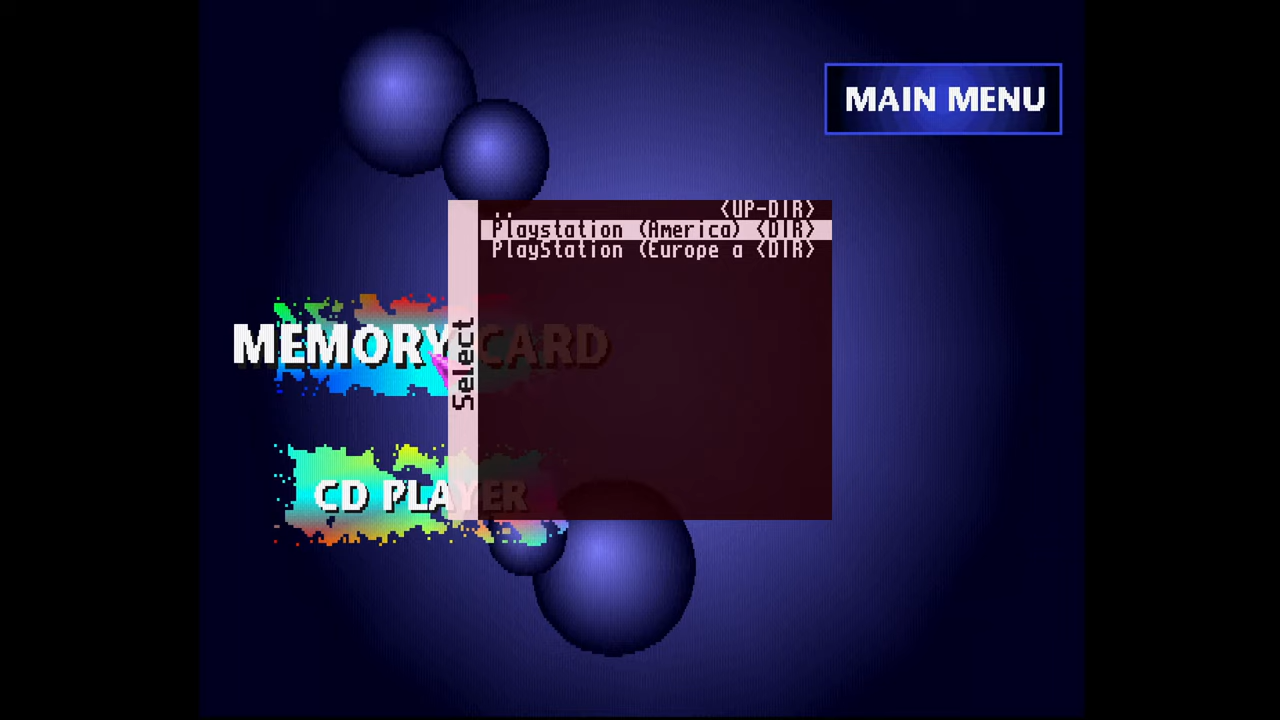 MAIN MENU
.. <UP-DIR>
Playstation (America) <DIR>
PlayStation (Europe a <DIR>
MEMORY CARD
Select
CD PLAYER